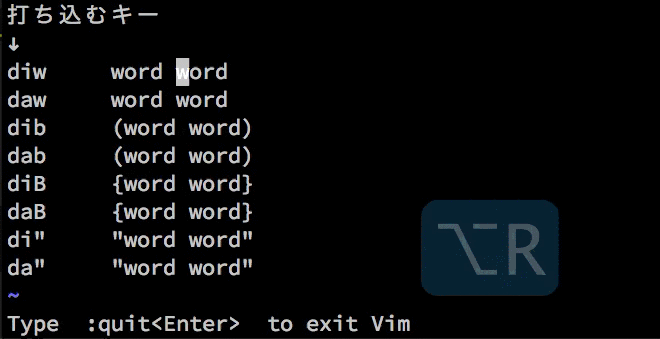 打ち込むキー
↓
diw     word word
daw     word word
dib     (word word)
dab     (word word)
diB     {word word}
daB     {word word}
di"     "word word"
da"     "word word"
~
Type  :quit<Enter>  to exit Vim
⌥R